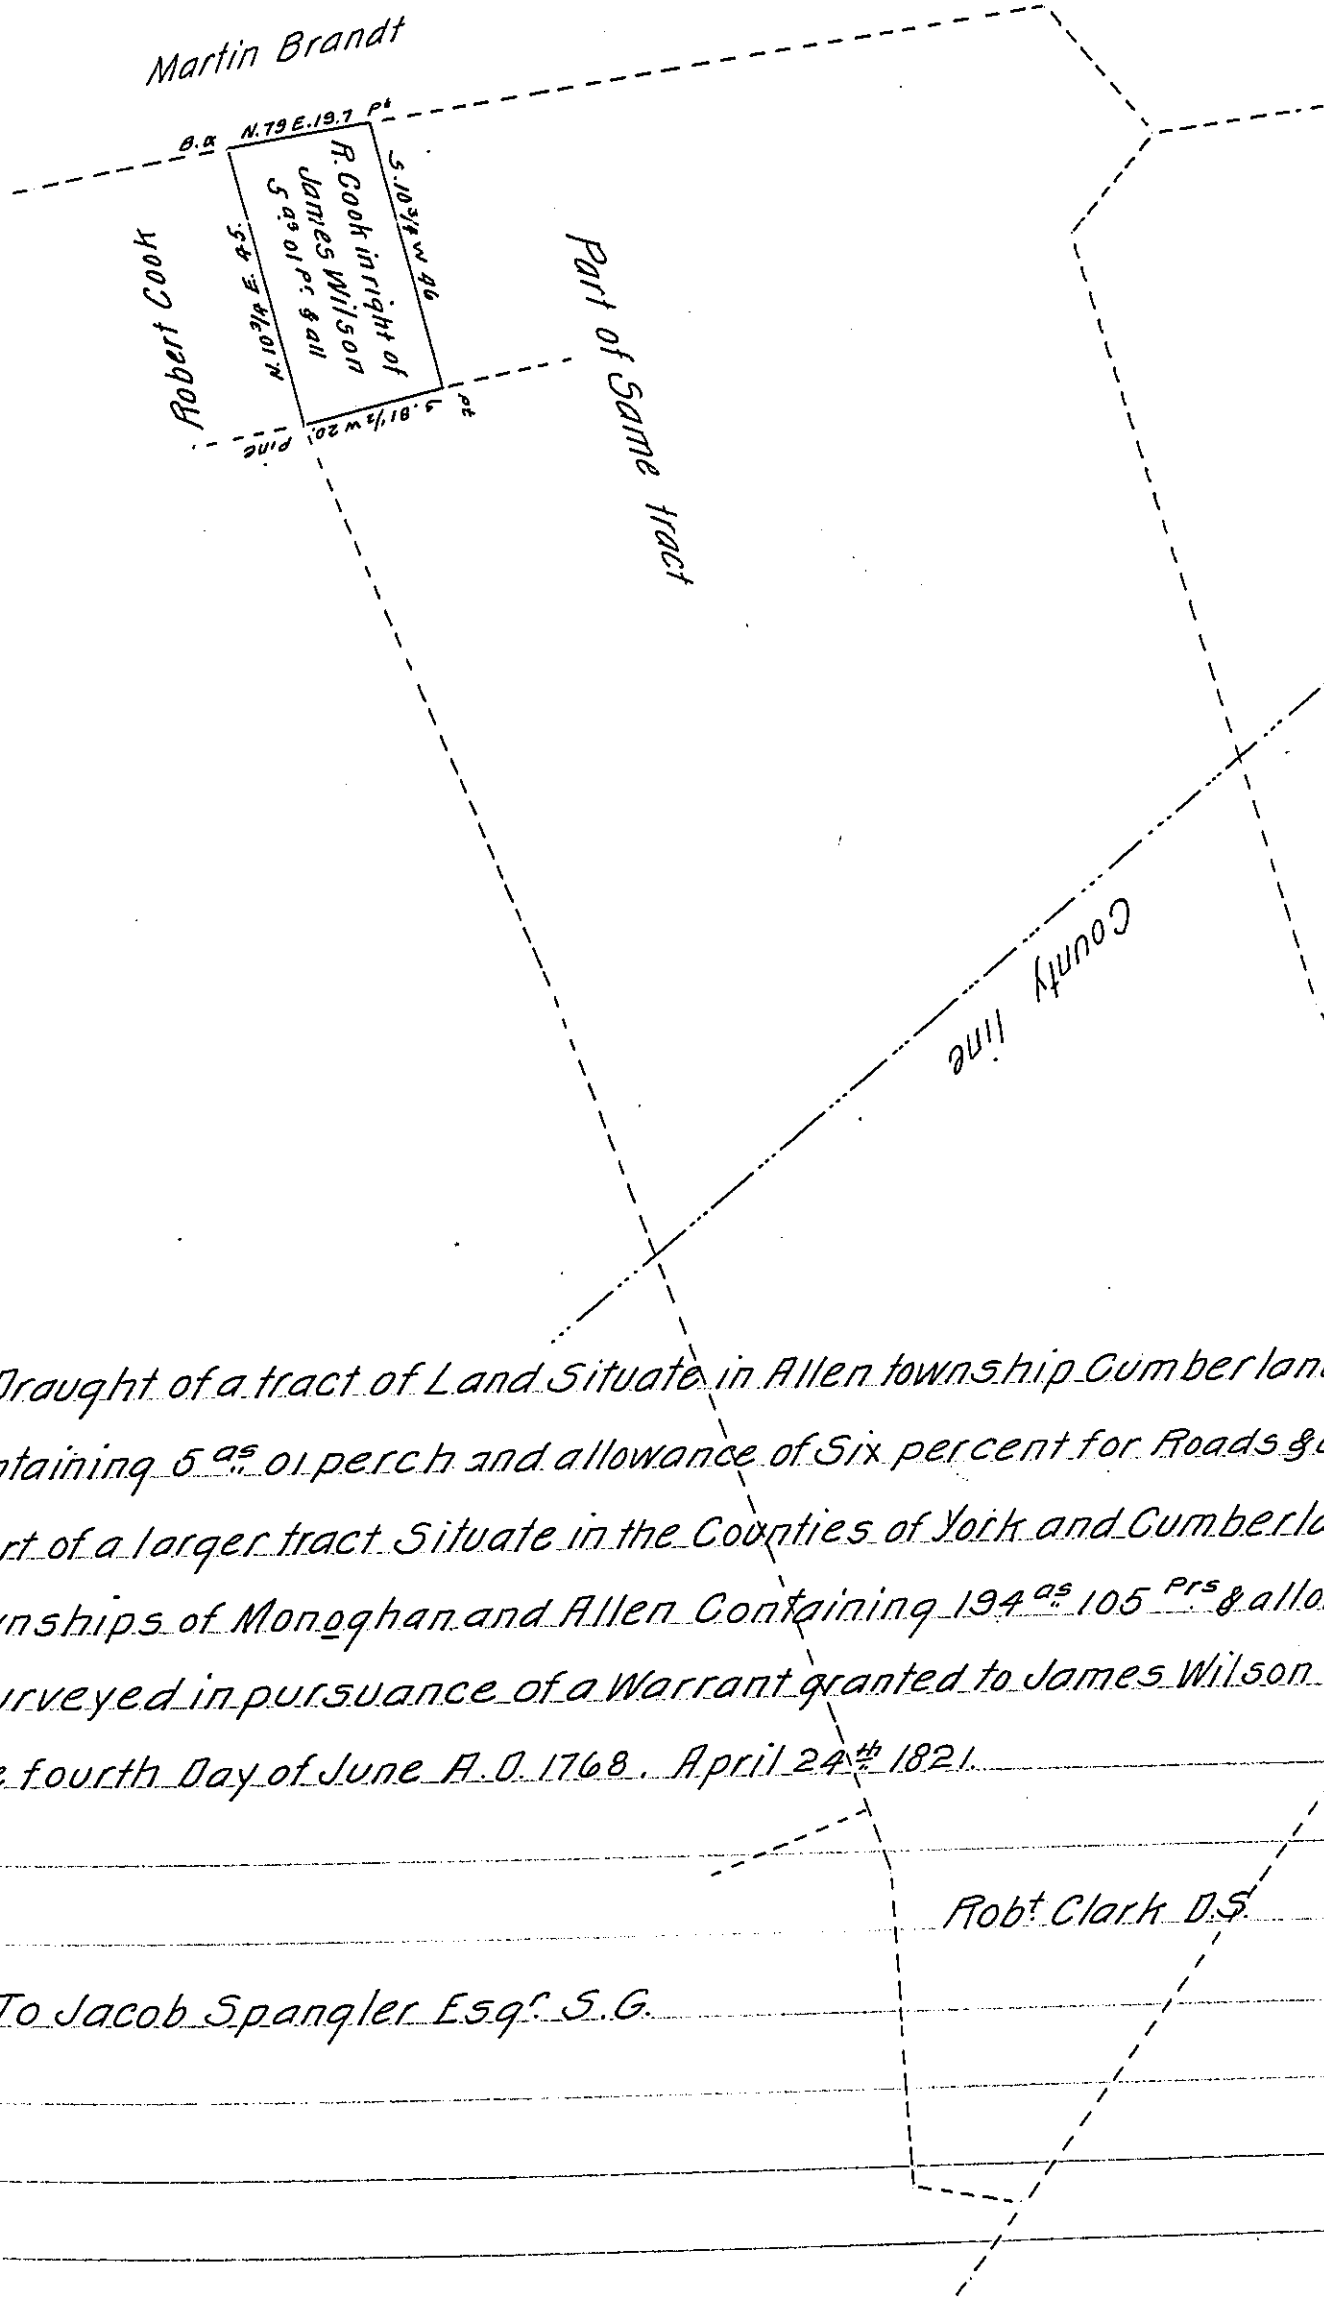 Martin Brandt
B.o.
N.79 E.19.7
Pt
S.10¾ W 46
R. Cook in right of
James Wilson
5 as 01 Pr. & all
N.10¾ E. 45.
Robert Cook
Pine
S.81½ W 20
pt
Part of Same tract
County line
Draught of a tract of Land Situate in Allen township Cumberlan
ntaining 5 as 01 perch and allowance of Six percent for Roads &
rt of a larger tract Situate in the Counties of York and Cumberla
nships of Monoghan and Allen Containing 194 as 105 Prs & allo
urveyed in pursuance of a Warrant granted to James Wilson
e fourth Day of June A.D. 1768. April 24th 1821.
Robt Clark D.S.
To Jacob Spangler Esqr. S.G.